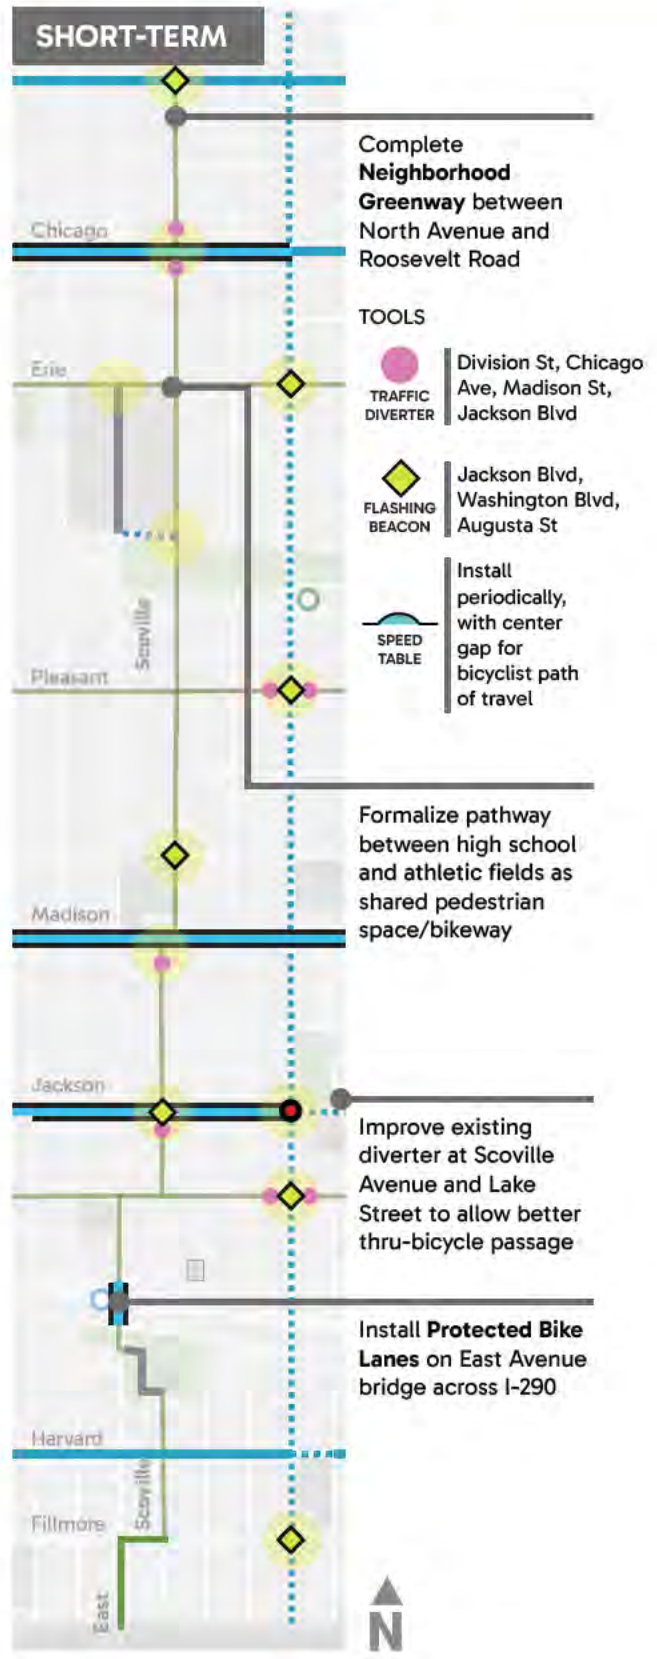 SHORT-TERM
Complete
Neighborhood
Greenway between
North Avenue and
Roosevelt Road
Chicago
TOOLS
Erie
TRAFFIC
DIVERTER
Division St, Chicago
Ave, Madison St,
Jackson Blvd
FLASHING
BEACON
Jackson Blvd,
Washington Blvd,
Augusta St
SPEED
TABLE
Install
periodically,
with center
gap for
bicyclist path
of travel
Scoville
Pleasant
Formalize pathway
between high school
and athletic fields as
shared pedestrian
space/bikeway
Madison
Jackson
Improve existing
diverter at Scoville
Avenue and Lake
Street to allow better
thru-bicycle passage
Install Protected Bike
Lanes on East Avenue
bridge across I-290
Harvard
Scoville
Fillmore
East
N